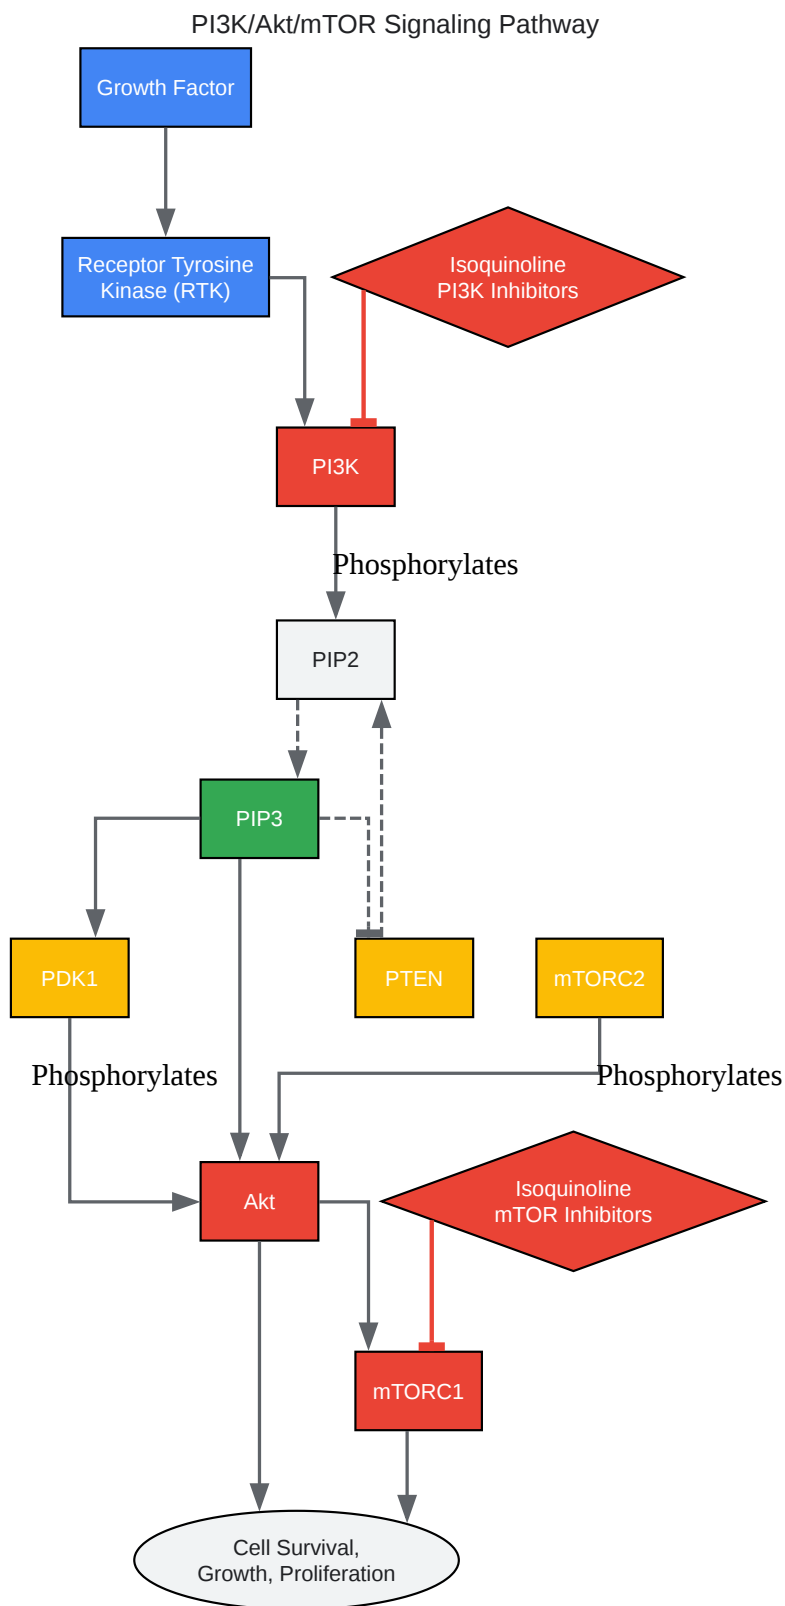 PI3K/Akt/mTOR Signaling Pathway
Growth Factor
Receptor Tyrosine
Kinase (RTK)
Isoquinoline
PI3K Inhibitors
PI3K
Phosphorylates
PIP2
PIP3
PDK1
PTEN
mTORC2
Phosphorylates
Phosphorylates
Akt
Isoquinoline
mTOR Inhibitors
mTORC1
Cell Survival,
Growth, Proliferation